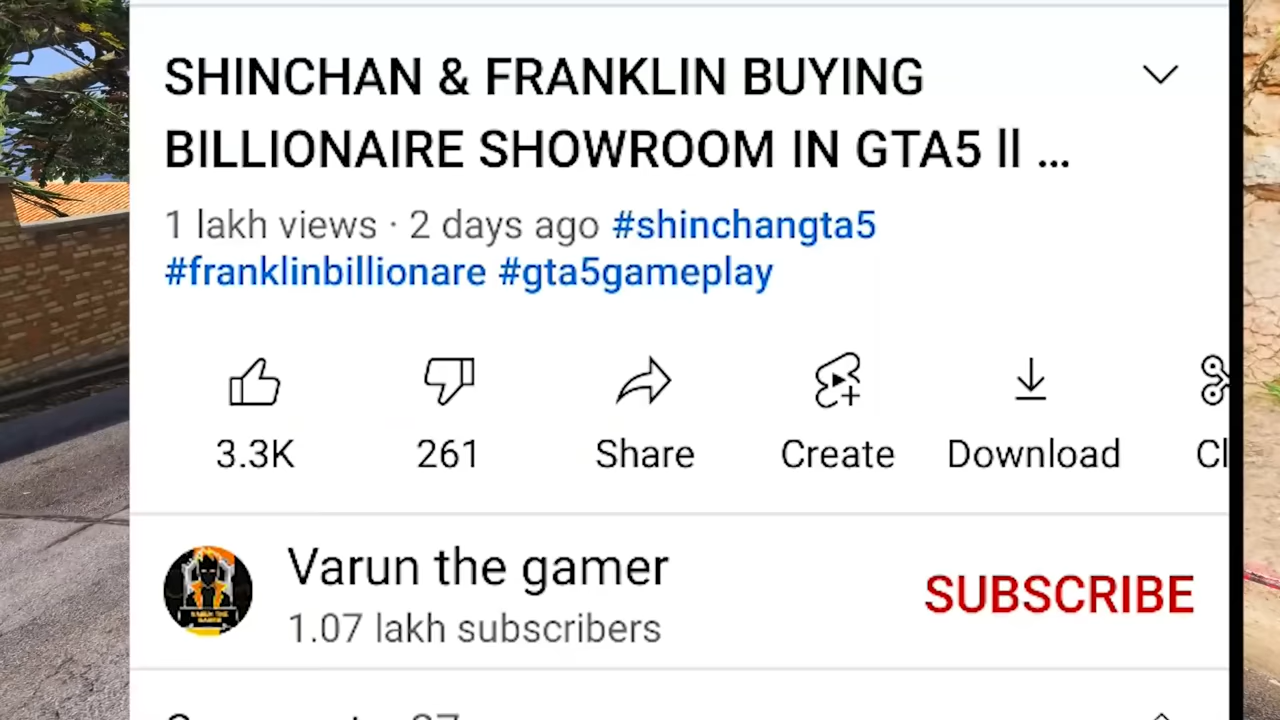 SHINCHAN & FRANKLIN BUYING
BILLIONAIRE SHOWROOM IN GTA5 ll ...
1 lakh views · 2 days ago #shinchangta5
#franklinbillionare #gta5gameplay
3.3K 261 Share Create Download Cl
Varun the gamer
1.07 lakh subscribers
SUBSCRIBE